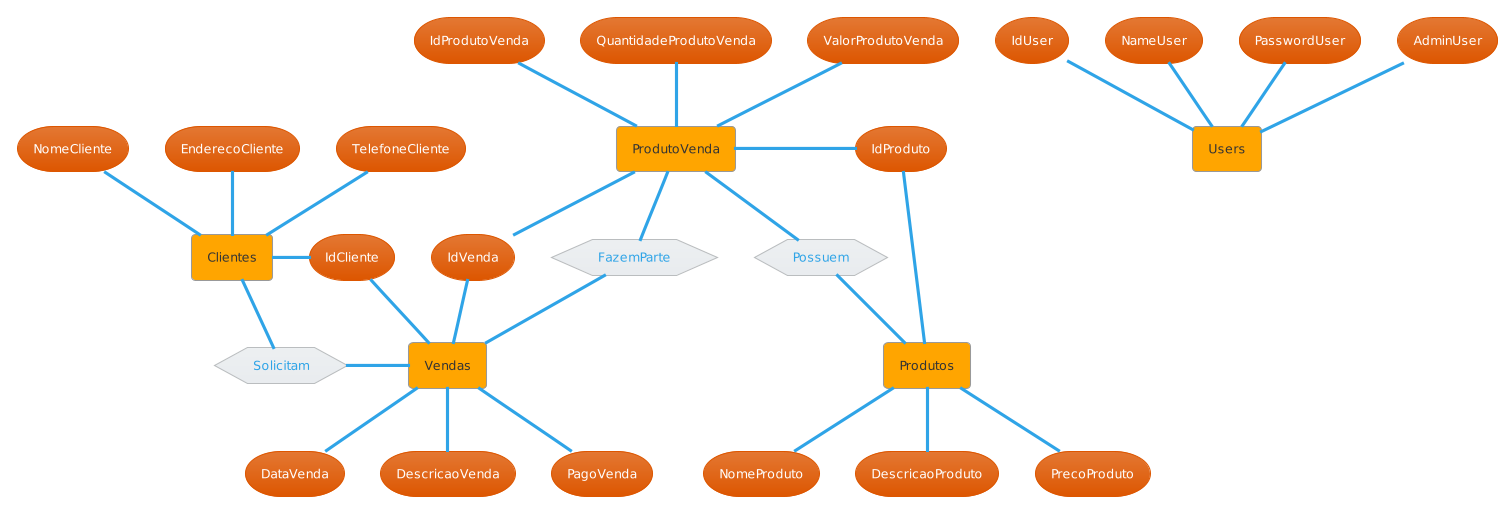 IdProdutoVenda
QuantidadeProdutoVenda
ValorProdutoVenda
IdUser
NameUser
PasswordUser
AdminUser
NomeCliente
EnderecoCliente
TelefoneCliente
ProdutoVenda
IdProduto
Users
Clientes
IdCliente
IdVenda
FazemParte
Possuem
Solicitam
Vendas
Produtos
DataVenda
DescricaoVenda
PagoVenda
NomeProduto
DescricaoProduto
PrecoProduto